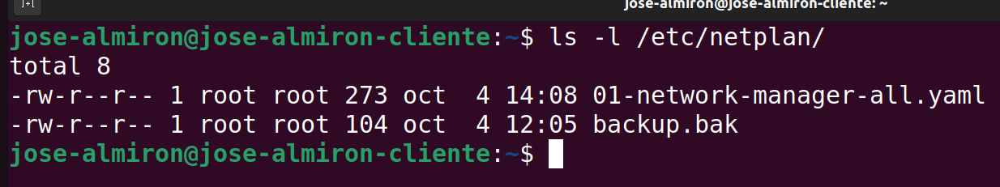 jose-almiron@jose-almiron-cliente: ~
jose-almiron@jose-almiron-cliente:~$ ls -l /etc/netplan/
total 8
-rw-r--r-- 1 root root 273 oct  4 14:08 01-network-manager-all.yaml
-rw-r--r-- 1 root root 104 oct  4 12:05 backup.bak
jose-almiron@jose-almiron-cliente:~$